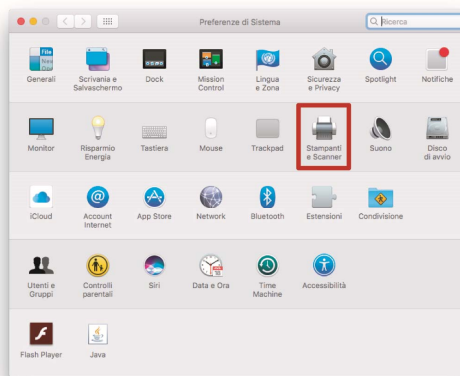 Preferenze di Sistema
Ricerca
File
New
Generali
Scrivania e
Salvaschermo
Dock
Mission
Control
Lingua
e Zona
Sicurezza
e Privacy
Spotlight
Notifiche
Monitor
Risparmio
Energia
Tastiera
Mouse
Trackpad
Stampanti
e Scanner
Suono
Disco
di avvio
iCloud
Account
Internet
App Store
Network
Bluetooth
Estensioni
Condivisione
Utenti e
Gruppi
Controlli
parentali
Siri
Data e Ora
Time
Machine
Accessibilità
Flash Player
Java